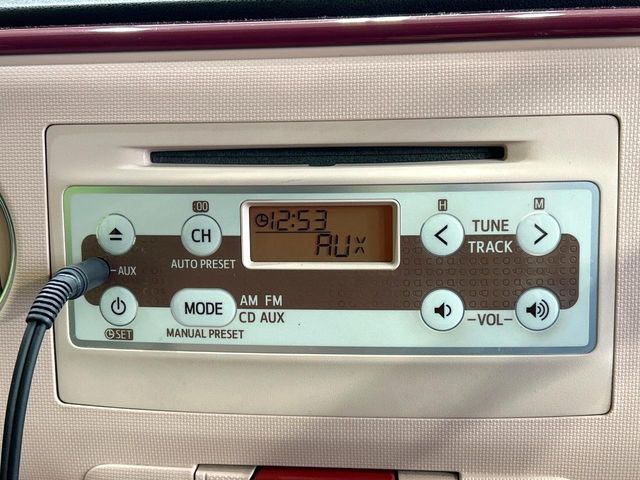 :00
H
M
12:53
AUX
CH
TUNE
TRACK
AUTO PRESET
-AUX
MODE
AM FM
CD AUX
-VOL-
SET
MANUAL PRESET